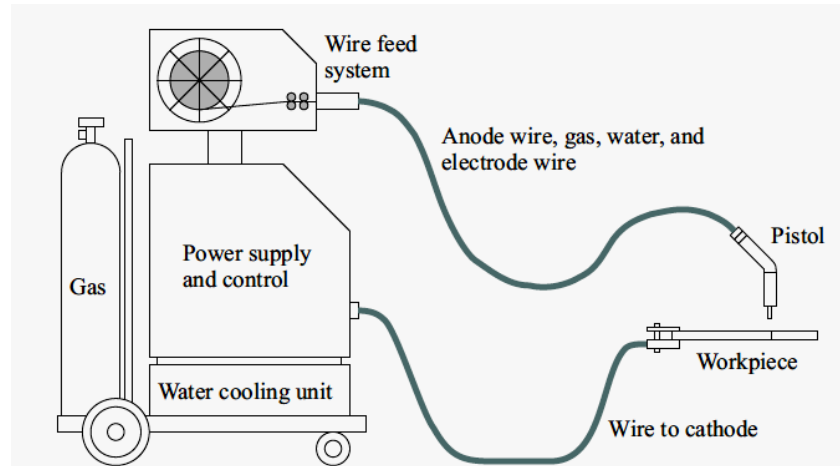 Wire feed
system
Anode wire, gas, water, and
electrode wire
Pistol
Power supply
and control
Gas
Workpiece
Water cooling unit
Wire to cathode